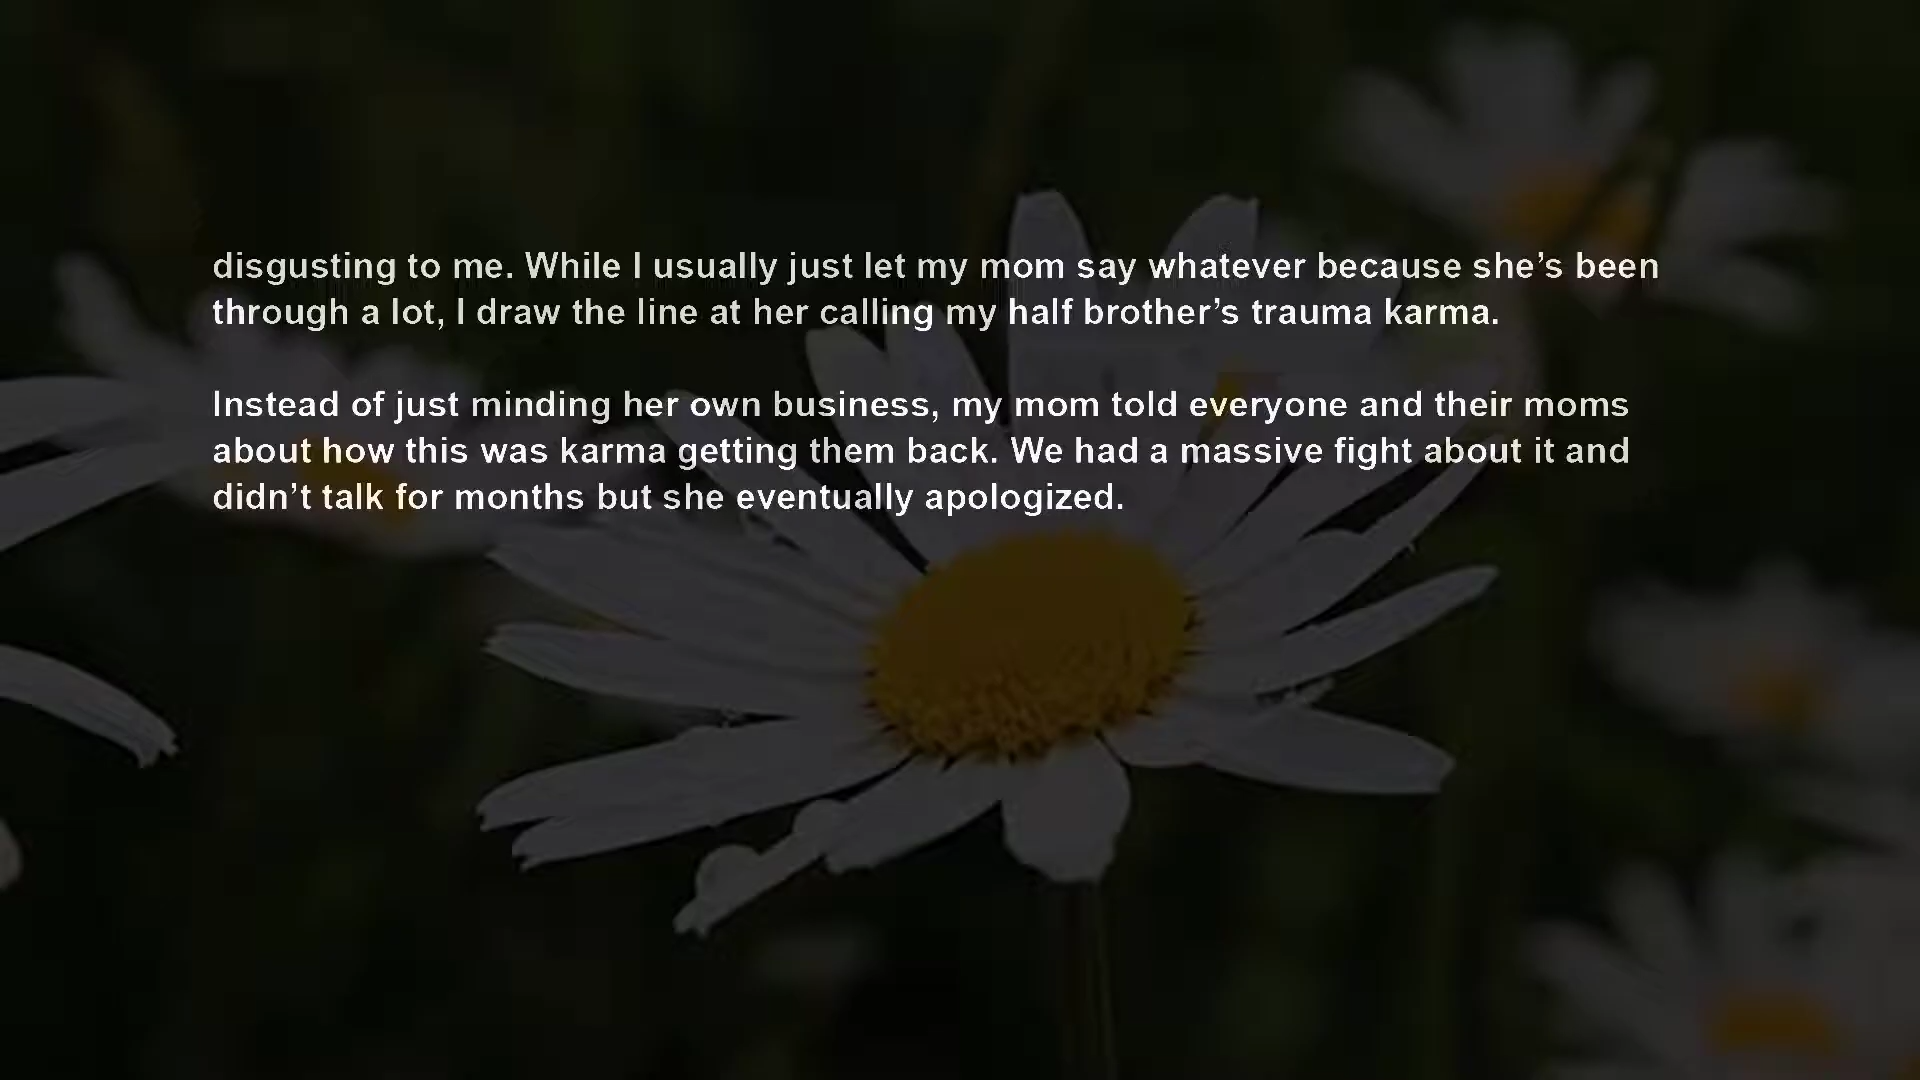 disgusting to me. While I usually just let my mom say whatever because she’s been
through a lot, I draw the line at her calling my half brother’s trauma karma.
Instead of just minding her own business, my mom told everyone and their moms
about how this was karma getting them back. We had a massive fight about it and
didn’t talk for months but she eventually apologized.